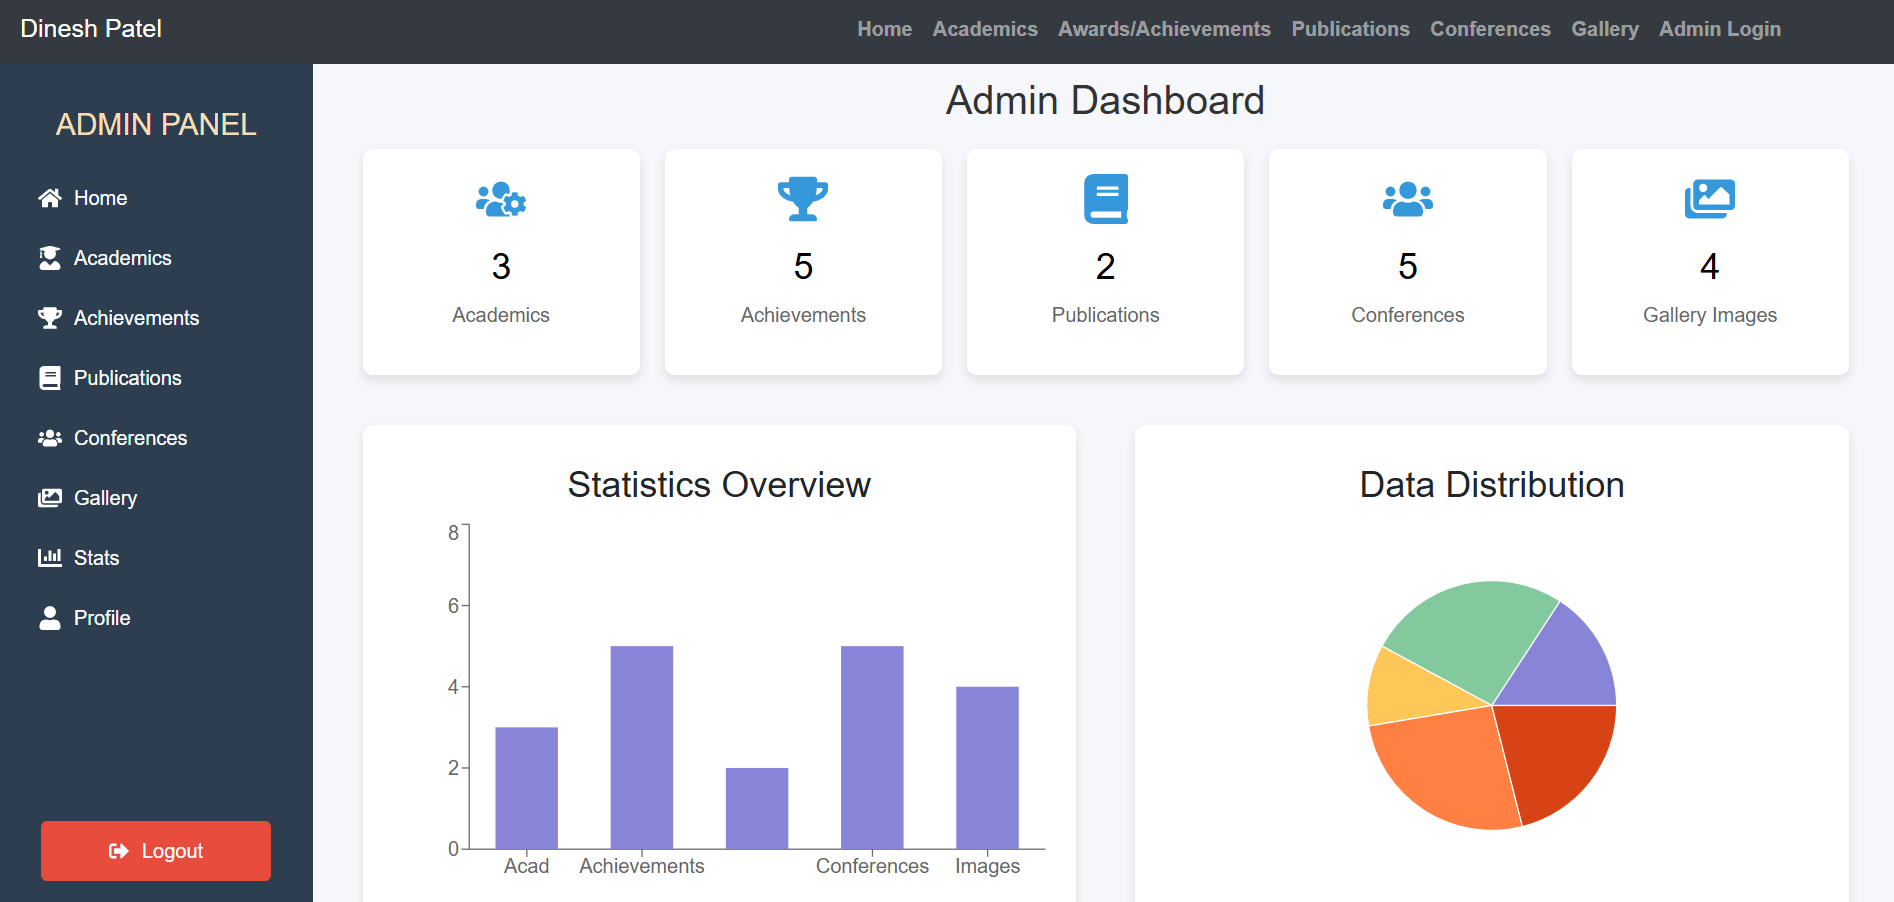 Dinesh Patel
Home Academics Awards/Achievements Publications Conferences Gallery Admin Login
ADMIN PANEL
Home
Academics
Achievements
Publications
Conferences
Gallery
Stats
Profile
Logout
Admin Dashboard
3
Academics
5
Achievements
2
Publications
5
Conferences
4
Gallery Images
Statistics Overview
8
6
4
2
0
Acad Achievements Conferences Images
Data Distribution